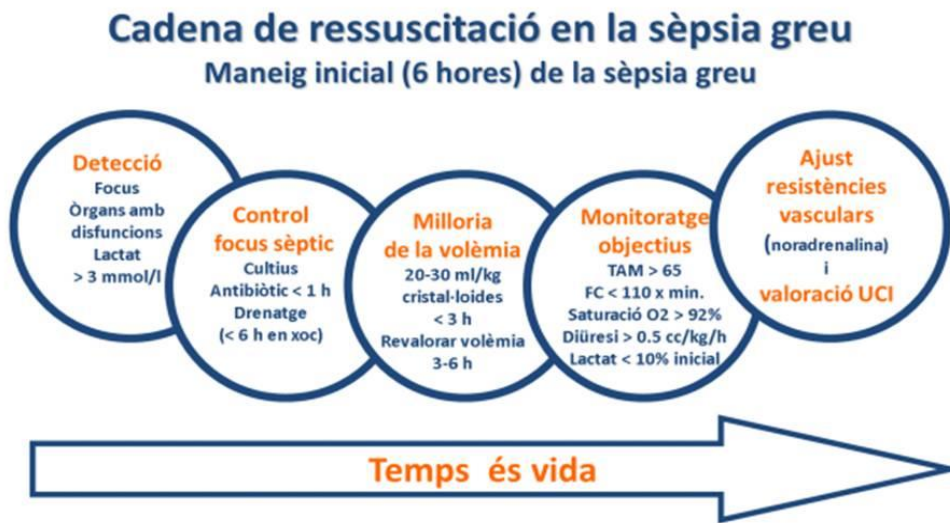 Cadena de ressuscitació en la sèpsia greu
Maneig inicial (6 hores) de la sèpsia greu
Detecció
Focus
Òrgans amb
disfuncions
Lactat
> 3 mmol/l
Control
focus sèptic
Cultius
Antibiòtic < 1 h
Drenatge
(< 6 h en xoc)
Milloria
de la volèmia
20-30 ml/kg
cristal·loides
< 3 h
Revalorar volèmia
3-6 h
Monitoratge
objectius
TAM > 65
FC < 110 x min.
Saturació O2 > 92%
Diüresi > 0.5 cc/kg/h
Lactat < 10% inicial
Ajust
resistències
vasculars
(noradrenalina)
i
valoració UCI
Temps és vida